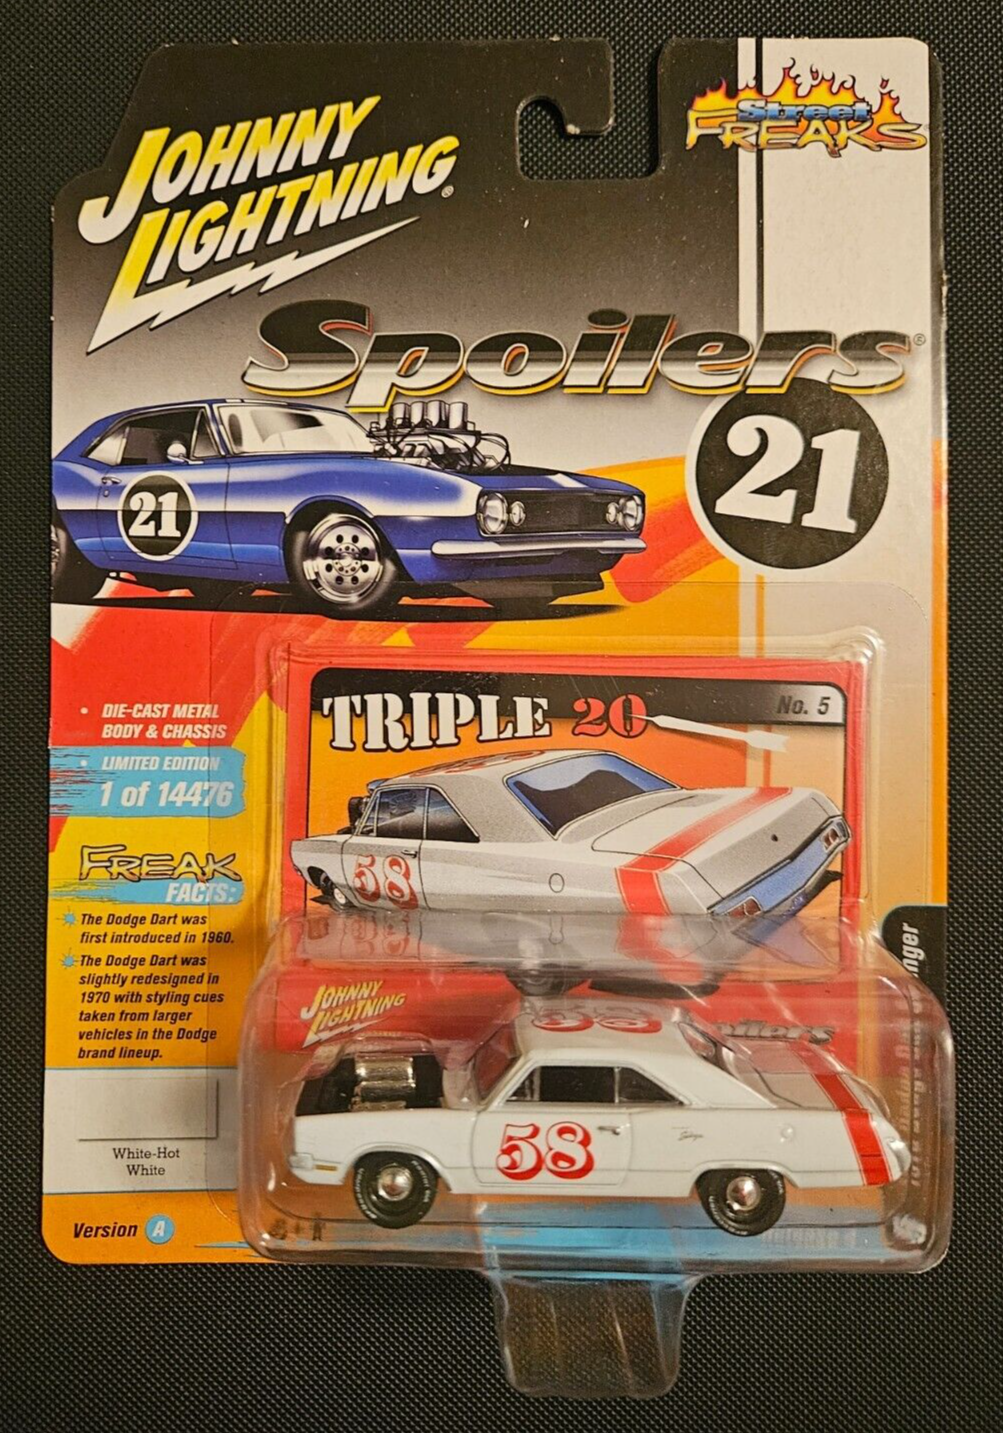 Street
FREAKS
JOHNNY
LIGHTNING®
Spoilers®
21
21
• DIE-CAST METAL
BODY & CHASSIS
• LIMITED EDITION
1 of 14476
FREAK
FACTS:
The Dodge Dart was
first introduced in 1960.
The Dodge Dart was
slightly redesigned in
1970 with styling cues
taken from larger
vehicles in the Dodge
brand lineup.
White-Hot
White
Version A
TRIPLE 20
No. 5
58
58
JOHNNY
LIGHTNING
58
58